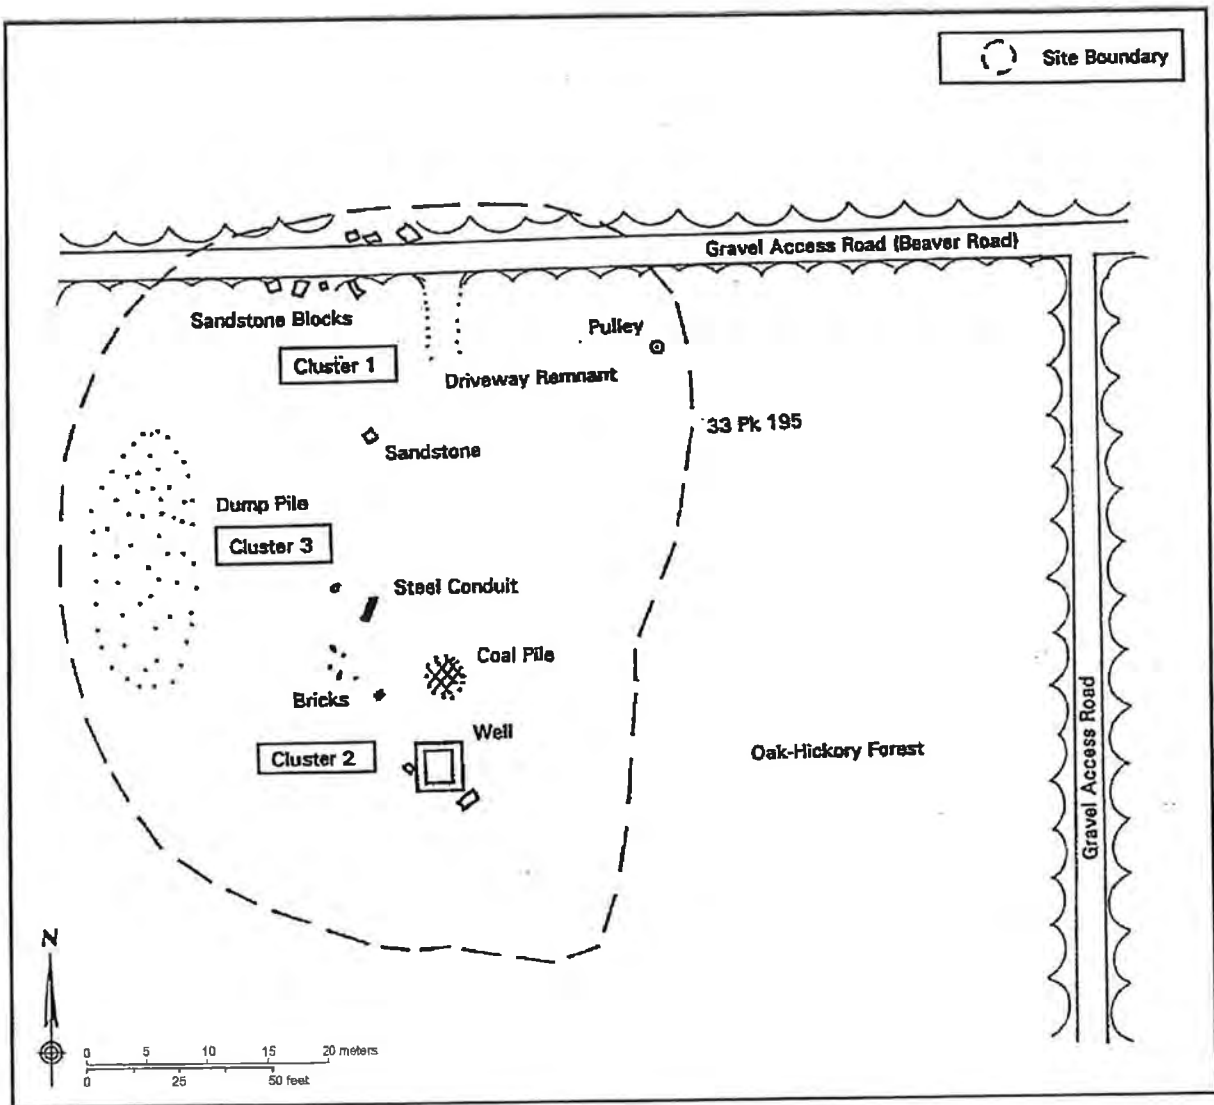 Site Boundary
Gravel Access Road (Beaver Road)
Sandstone Blocks
Pulley
Cluster 1
Driveway Remnant
33 Pk 195
Sandstone
Dump Pile
Cluster 3
Steel Conduit
Coal Pile
Bricks
Well
Cluster 2
Oak-Hickory Forest
Gravel Access Road
N
0 5 10 15 20 meters
0 25 50 feet